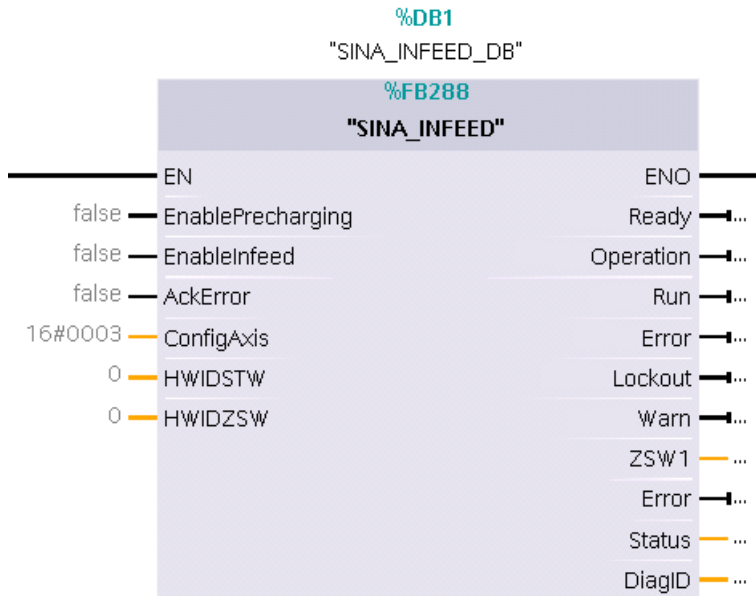 %DB1
"SINA_INFEED_DB"
%FB288
"SINA_INFEED"
EN ENO
false EnablePrecharging Ready ...
false EnableInfeed Operation ...
false AckError Run ...
16#0003 ConfigAxis Error ...
0 HWIDSTW Lockout ...
0 HWIDZSW Warn ...
ZSW1 ...
Error ...
Status ...
DiagID ...